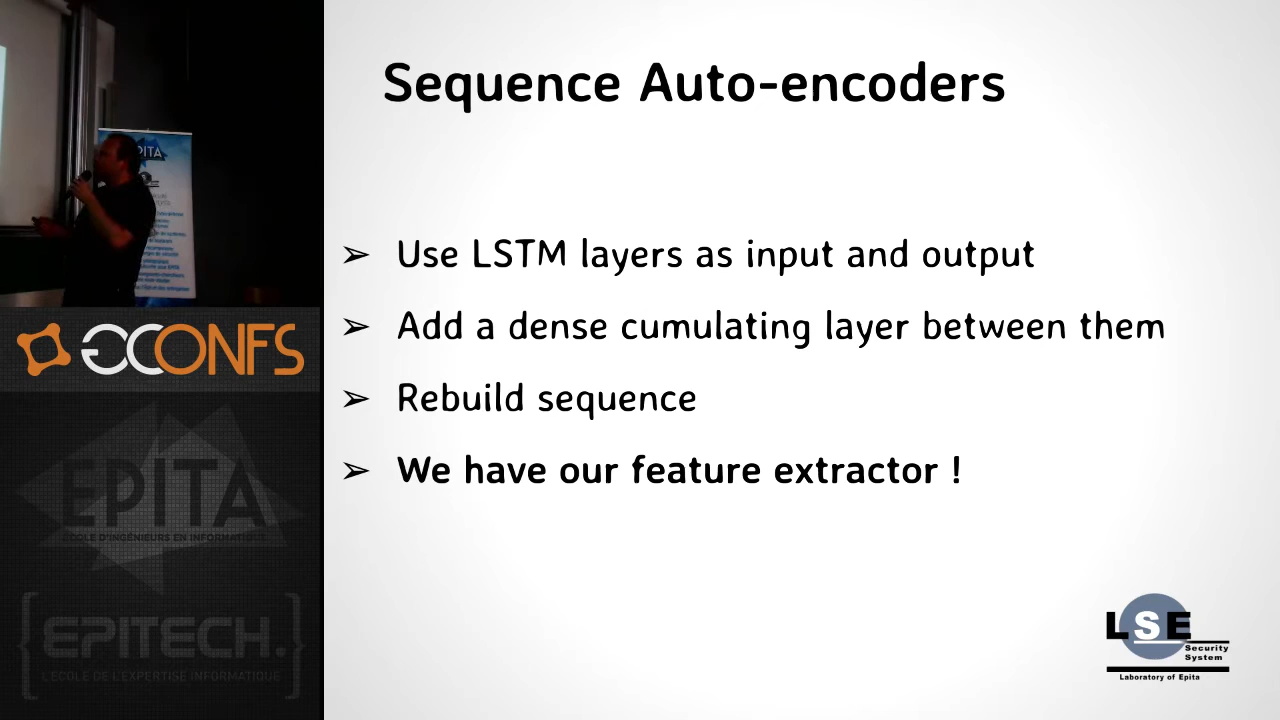 Sequence Auto-encoders
➢ Use LSTM layers as input and output
➢ Add a dense cumulating layer between them
➢ Rebuild sequence
➢ We have our feature extractor !
PITA
GCONFS
EPITA
ÉCOLE D'INGÉNIEURS EN INFORMATIQUE
{EPITECH.}
L'ÉCOLE DE L'EXPERTISE INFORMATIQUE
LSE
Security
System
Laboratory of Epita